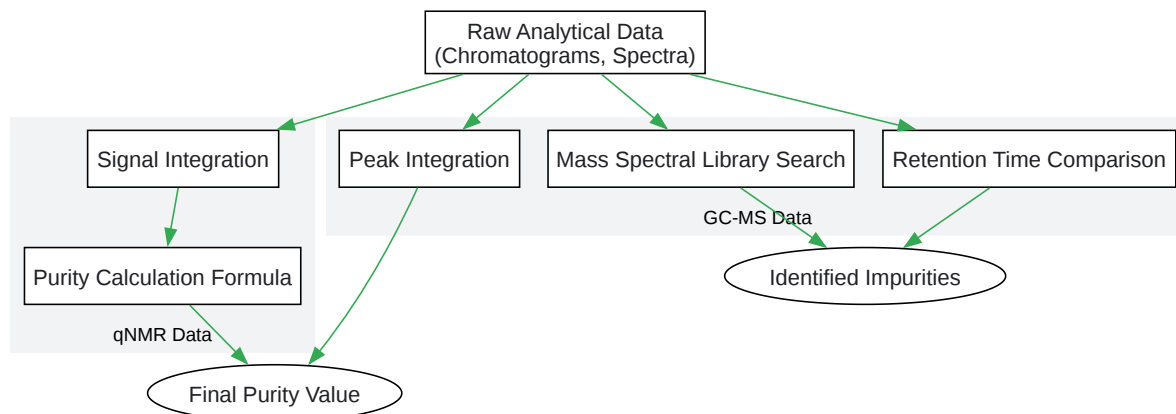 Raw Analytical Data
(Chromatograms, Spectra)
Signal Integration
Peak Integration
Mass Spectral Library Search
Retention Time Comparison
GC-MS Data
Purity Calculation Formula
Identified Impurities
qNMR Data
Final Purity Value